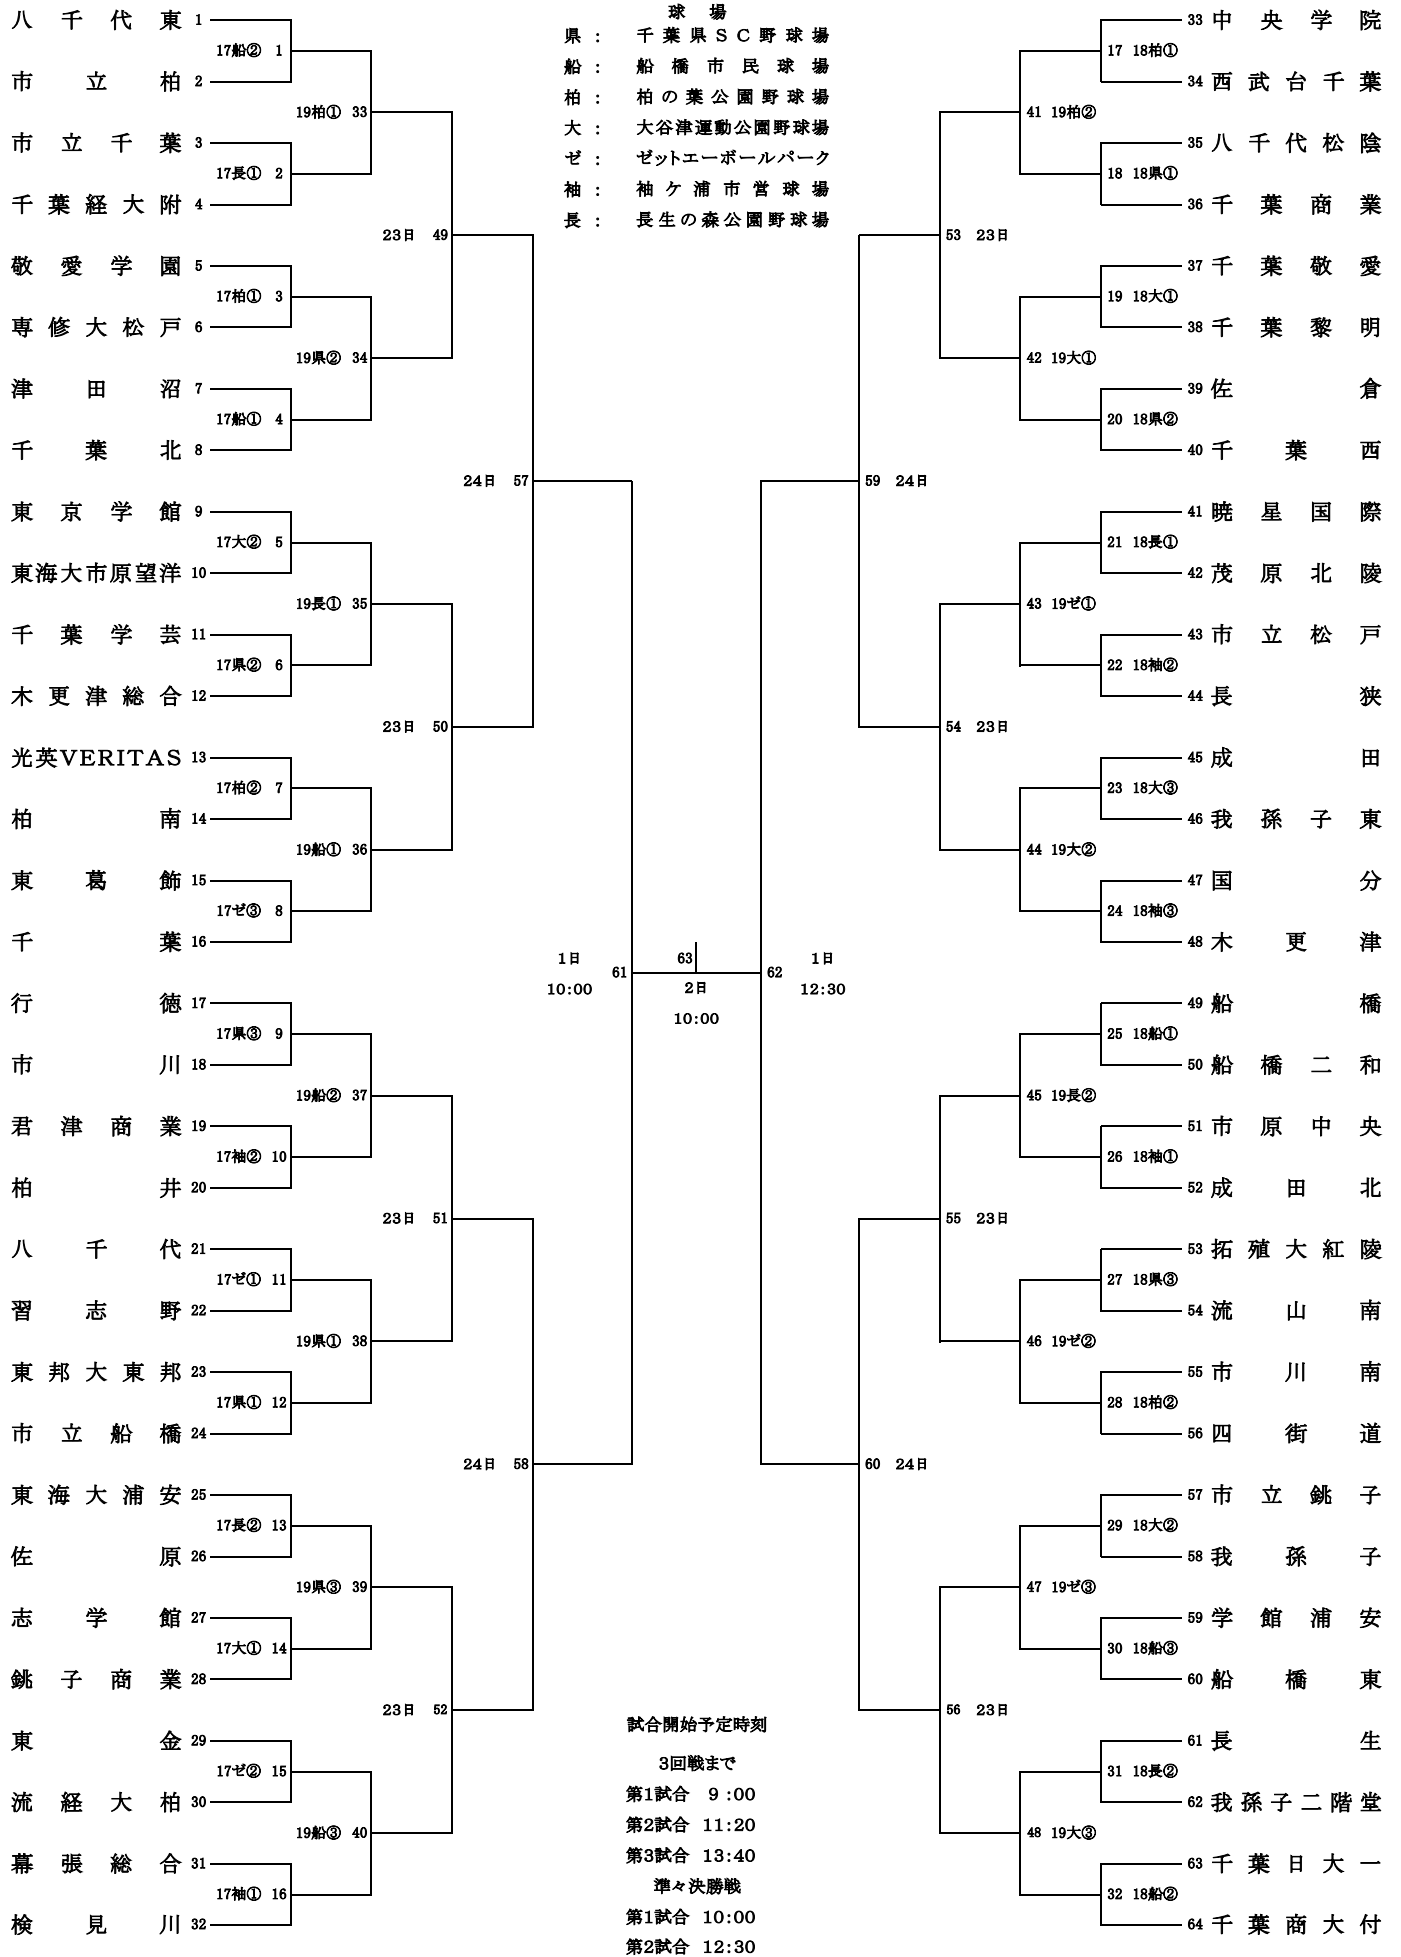 球場
県： 千葉県SC野球場
船： 船橋市民球場
柏： 柏の葉公園野球場
大： 大谷津運動公園野球場
ゼ： ゼットエーボールパーク
袖： 袖ケ浦市営球場
長： 長生の森公園野球場
八千代東 1
17船② 1
市立柏 2
19柏① 33
市立千葉 3
17長① 2
千葉経大附 4
23日 49
敬愛学園 5
17柏① 3
専修大松戸 6
19県② 34
津田沼 7
17船① 4
千葉北 8
24日 57
東京学館 9
17大② 5
東海大市原望洋 10
19長① 35
千葉学芸 11
17県② 6
木更津総合 12
23日 50
光英VERITAS 13
17柏② 7
柏南 14
19船① 36
東葛飾 15
17ゼ③ 8
千葉 16
1日
10:00
61
行徳 17
17県③ 9
市川 18
19船② 37
君津商業 19
17袖② 10
柏井 20
23日 51
八千代 21
17ゼ① 11
習志野 22
19県① 38
東邦大東邦 23
17県① 12
市立船橋 24
24日 58
東海大浦安 25
17長② 13
佐原 26
19県③ 39
志学館 27
17大① 14
銚子商業 28
23日 52
東金 29
17ゼ② 15
流経大柏 30
19船③ 40
幕張総合 31
17袖① 16
検見川 32
63
2日
10:00
33 中央学院
17 18柏①
34 西武台千葉
41 19柏②
35 八千代松陰
18 18県①
36 千葉商業
53 23日
37 千葉敬愛
19 18大①
38 千葉黎明
42 19大①
39 佐倉
20 18県②
40 千葉西
59 24日
41 暁星国際
21 18長①
42 茂原北陵
43 19ゼ①
43 市立松戸
22 18袖②
44 長狭
54 23日
45 成田
23 18大③
46 我孫子東
44 19大②
47 国分
24 18袖③
48 木更津
62
1日
12:30
49 船橋
25 18船①
50 船橋二和
45 19長②
51 市原中央
26 18袖①
52 成田北
55 23日
53 拓殖大紅陵
27 18県③
54 流山南
46 19ゼ②
55 市川南
28 18柏②
56 四街道
60 24日
57 市立銚子
29 18大②
58 我孫子
47 19ゼ③
59 学館浦安
30 18船③
60 船橋東
56 23日
61 長生
31 18長②
62 我孫子二階堂
48 19大③
63 千葉日大一
32 18船②
64 千葉商大付
試合開始予定時刻
3回戦まで
第1試合 9:00
第2試合 11:20
第3試合 13:40
準々決勝戦
第1試合 10:00
第2試合 12:30